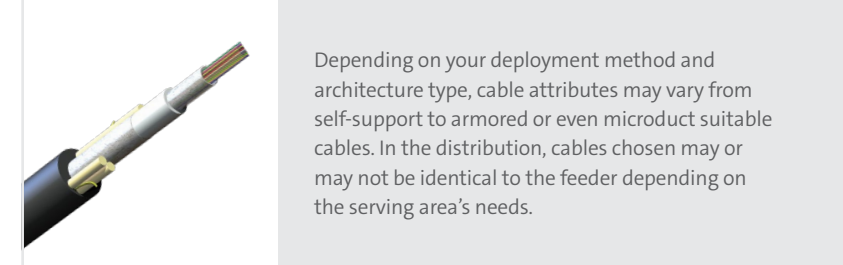 Depending on your deployment method and
architecture type, cable attributes may vary from
self-support to armored or even microduct suitable
cables. In the distribution, cables chosen may or
may not be identical to the feeder depending on
the serving area’s needs.